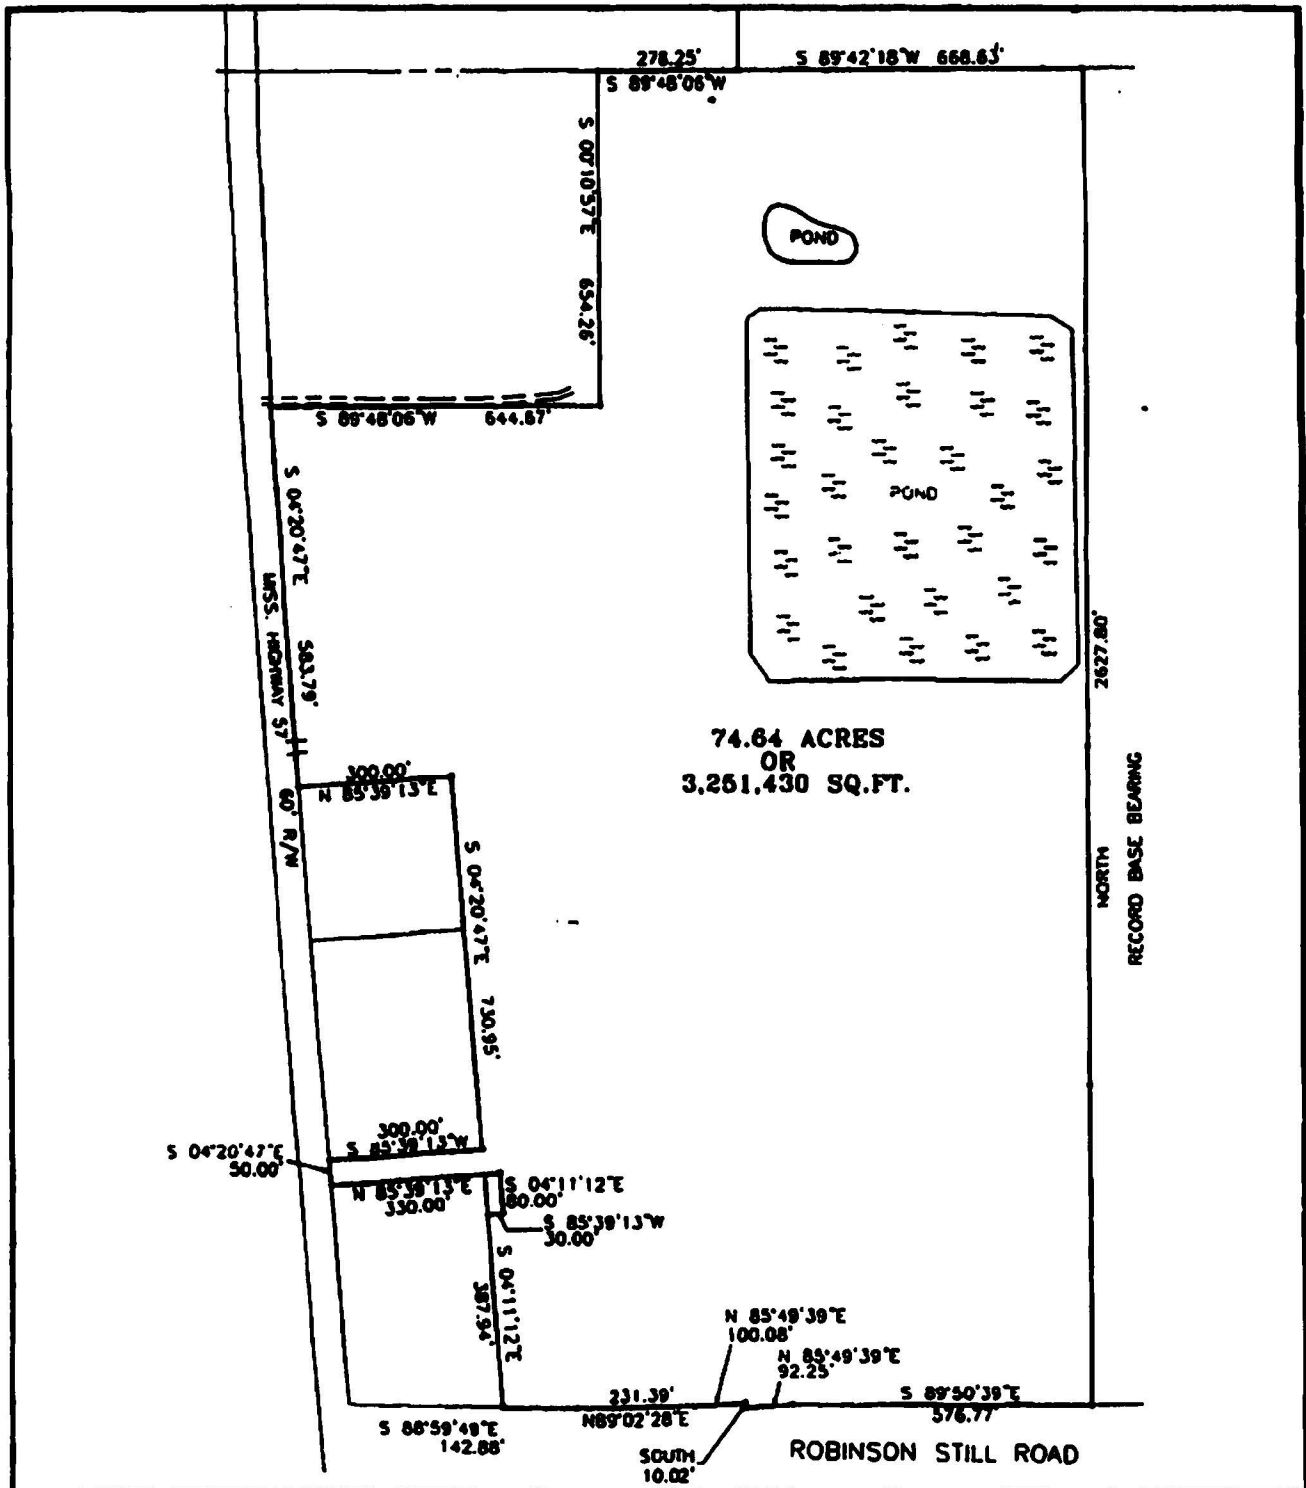 278.25'
S 89°42'18"W 668.63'
S 89°48'06"W
S 00°10'57"E 654.26'
POND
S 89°48'06"W 644.67'
S 04°20'47"E 583.79'
POND
MISS. HIGHWAY 57
60' R/W
2627.80'
NORTH
RECORD BASE BEARING
74.64 ACRES
OR
3,251,430 SQ.FT.
300.00'
N 85°39'13"E
S 04°20'47"E 730.95'
300.00'
S 85°39'13"W
S 04°20'47"E
50.00'
N 85°39'13"E
330.00'
S 04°11'12"E
80.00'
S 85°39'13"W
30.00'
S 04°11'12"E
387.94'
N 85°49'39"E
100.08'
N 85°49'39"E
92.25'
231.39'
N89°02'28"E
S 89°50'39"E
576.77'
S 88°59'49"E
142.88'
SOUTH
10.02'
ROBINSON STILL ROAD